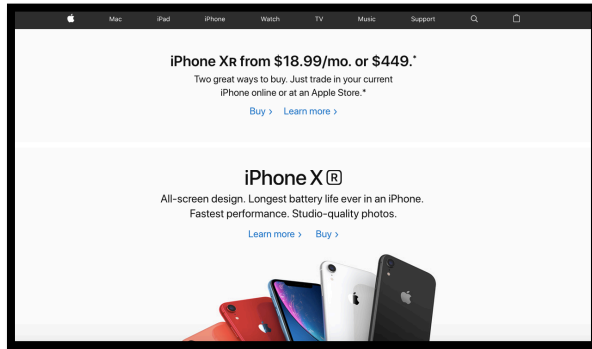 Mac iPad iPhone Watch TV Music Support
iPhone XR from $18.99/mo. or $449.*
Two great ways to buy. Just trade in your current
iPhone online or at an Apple Store.*
Buy > Learn more >
iPhone X R
All-screen design. Longest battery life ever in an iPhone.
Fastest performance. Studio-quality photos.
Learn more > Buy >